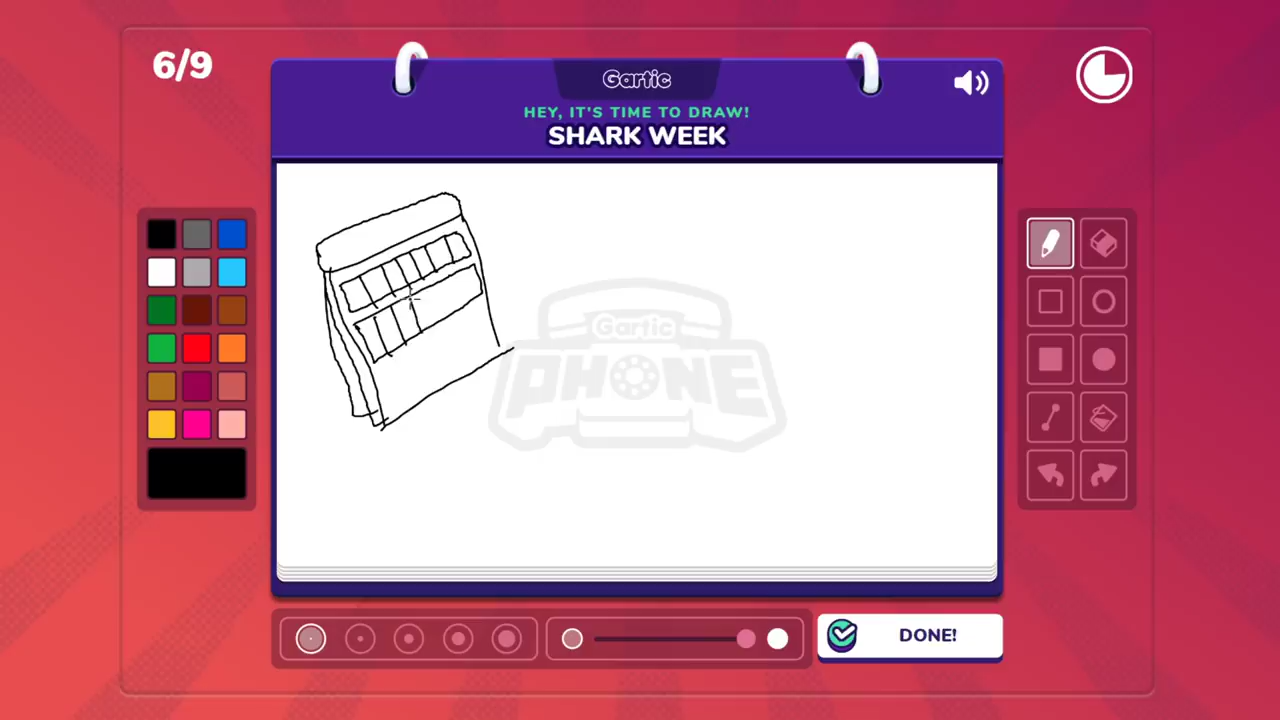 6/9
Gartic
HEY, IT'S TIME TO DRAW!
SHARK WEEK
Gartic
PHONE
DONE!